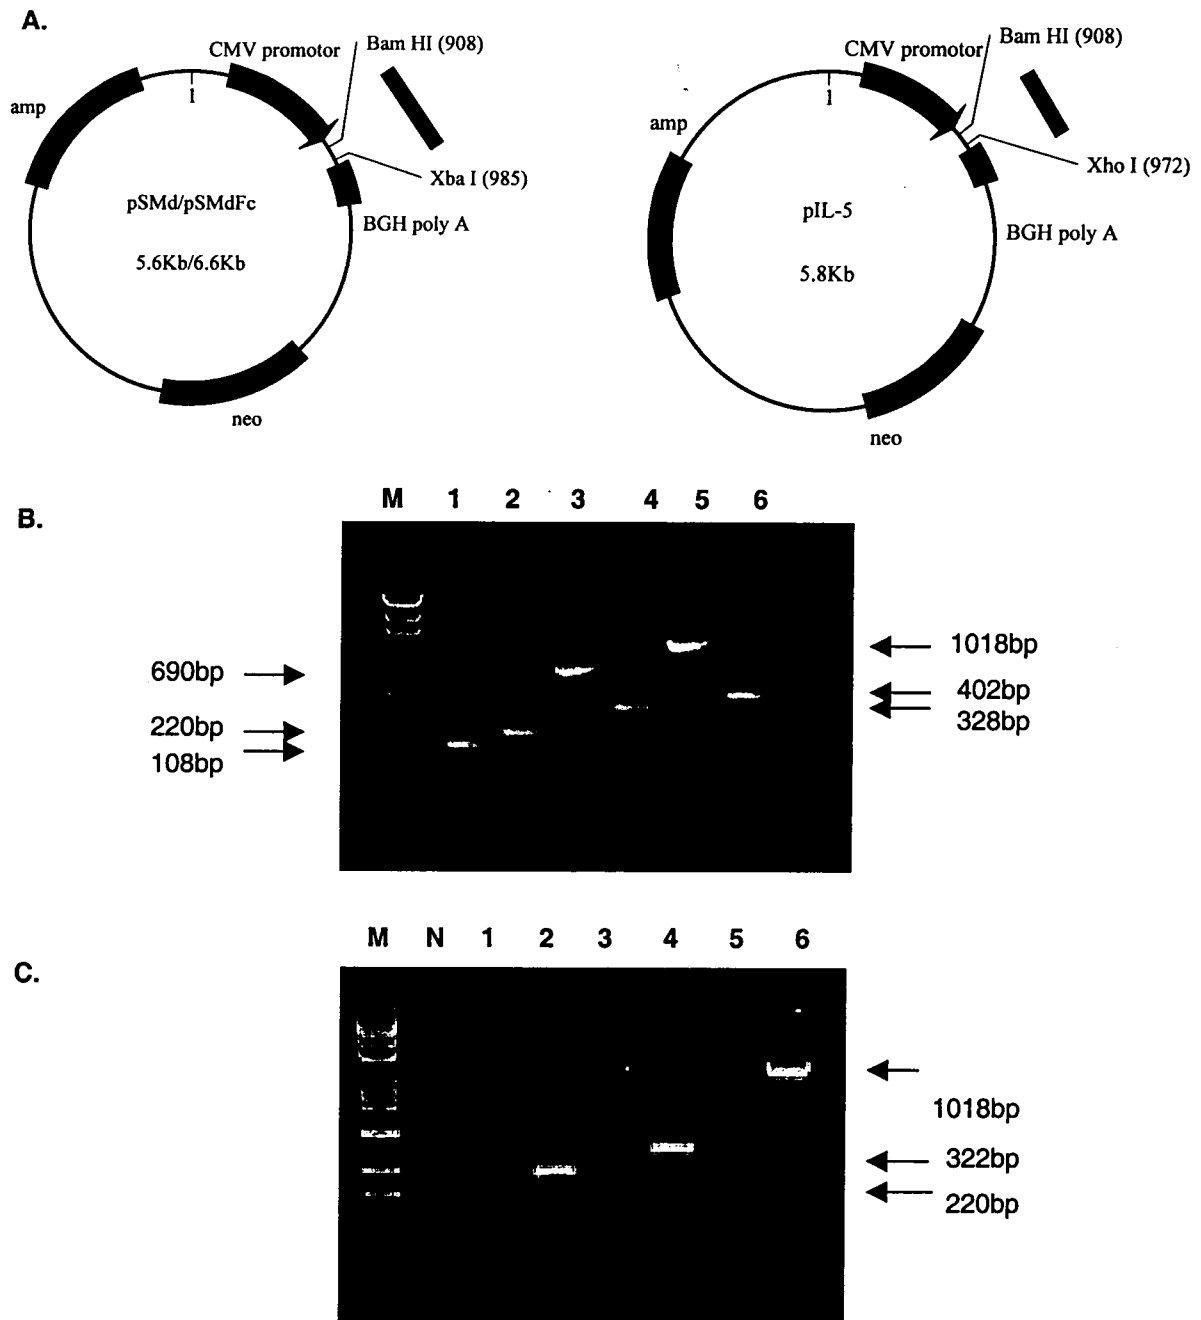 A.
CMV promotor
Bam HI (908)
amp
1
Xba I (985)
pSMd/pSMdFc
BGH poly A
5.6Kb/6.6Kb
neo
CMV promotor
Bam HI (908)
amp
1
Xho I (972)
pIL-5
BGH poly A
5.8Kb
neo
B.
M 1 2 3 4 5 6
690bp
220bp
108bp
1018bp
402bp
328bp
C.
M N 1 2 3 4 5 6
1018bp
322bp
220bp